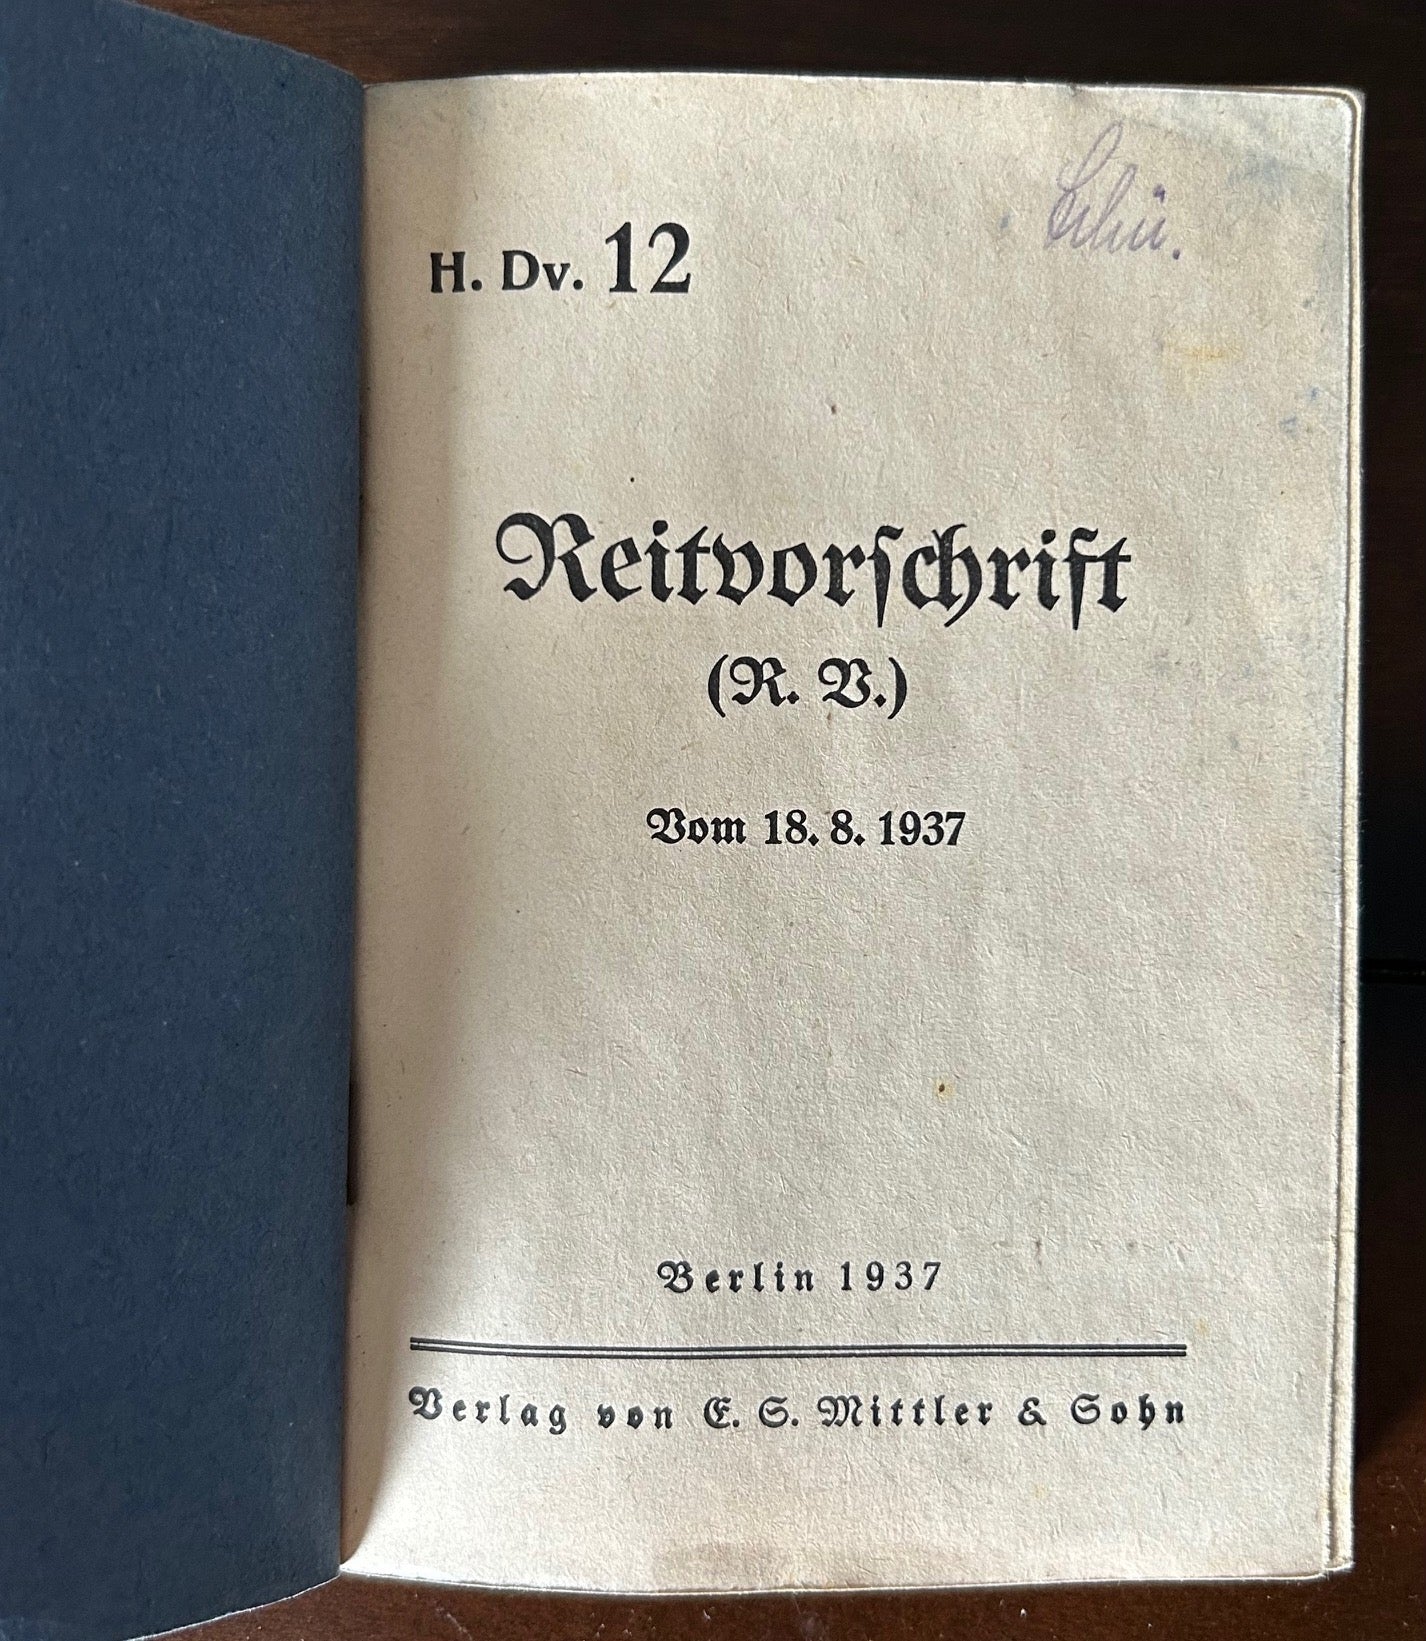 H. Dv. 12
Reitvorschrift
(R. V.)
Vom 18. 8. 1937
Berlin 1937
Verlag von E. S. Mittler & Sohn